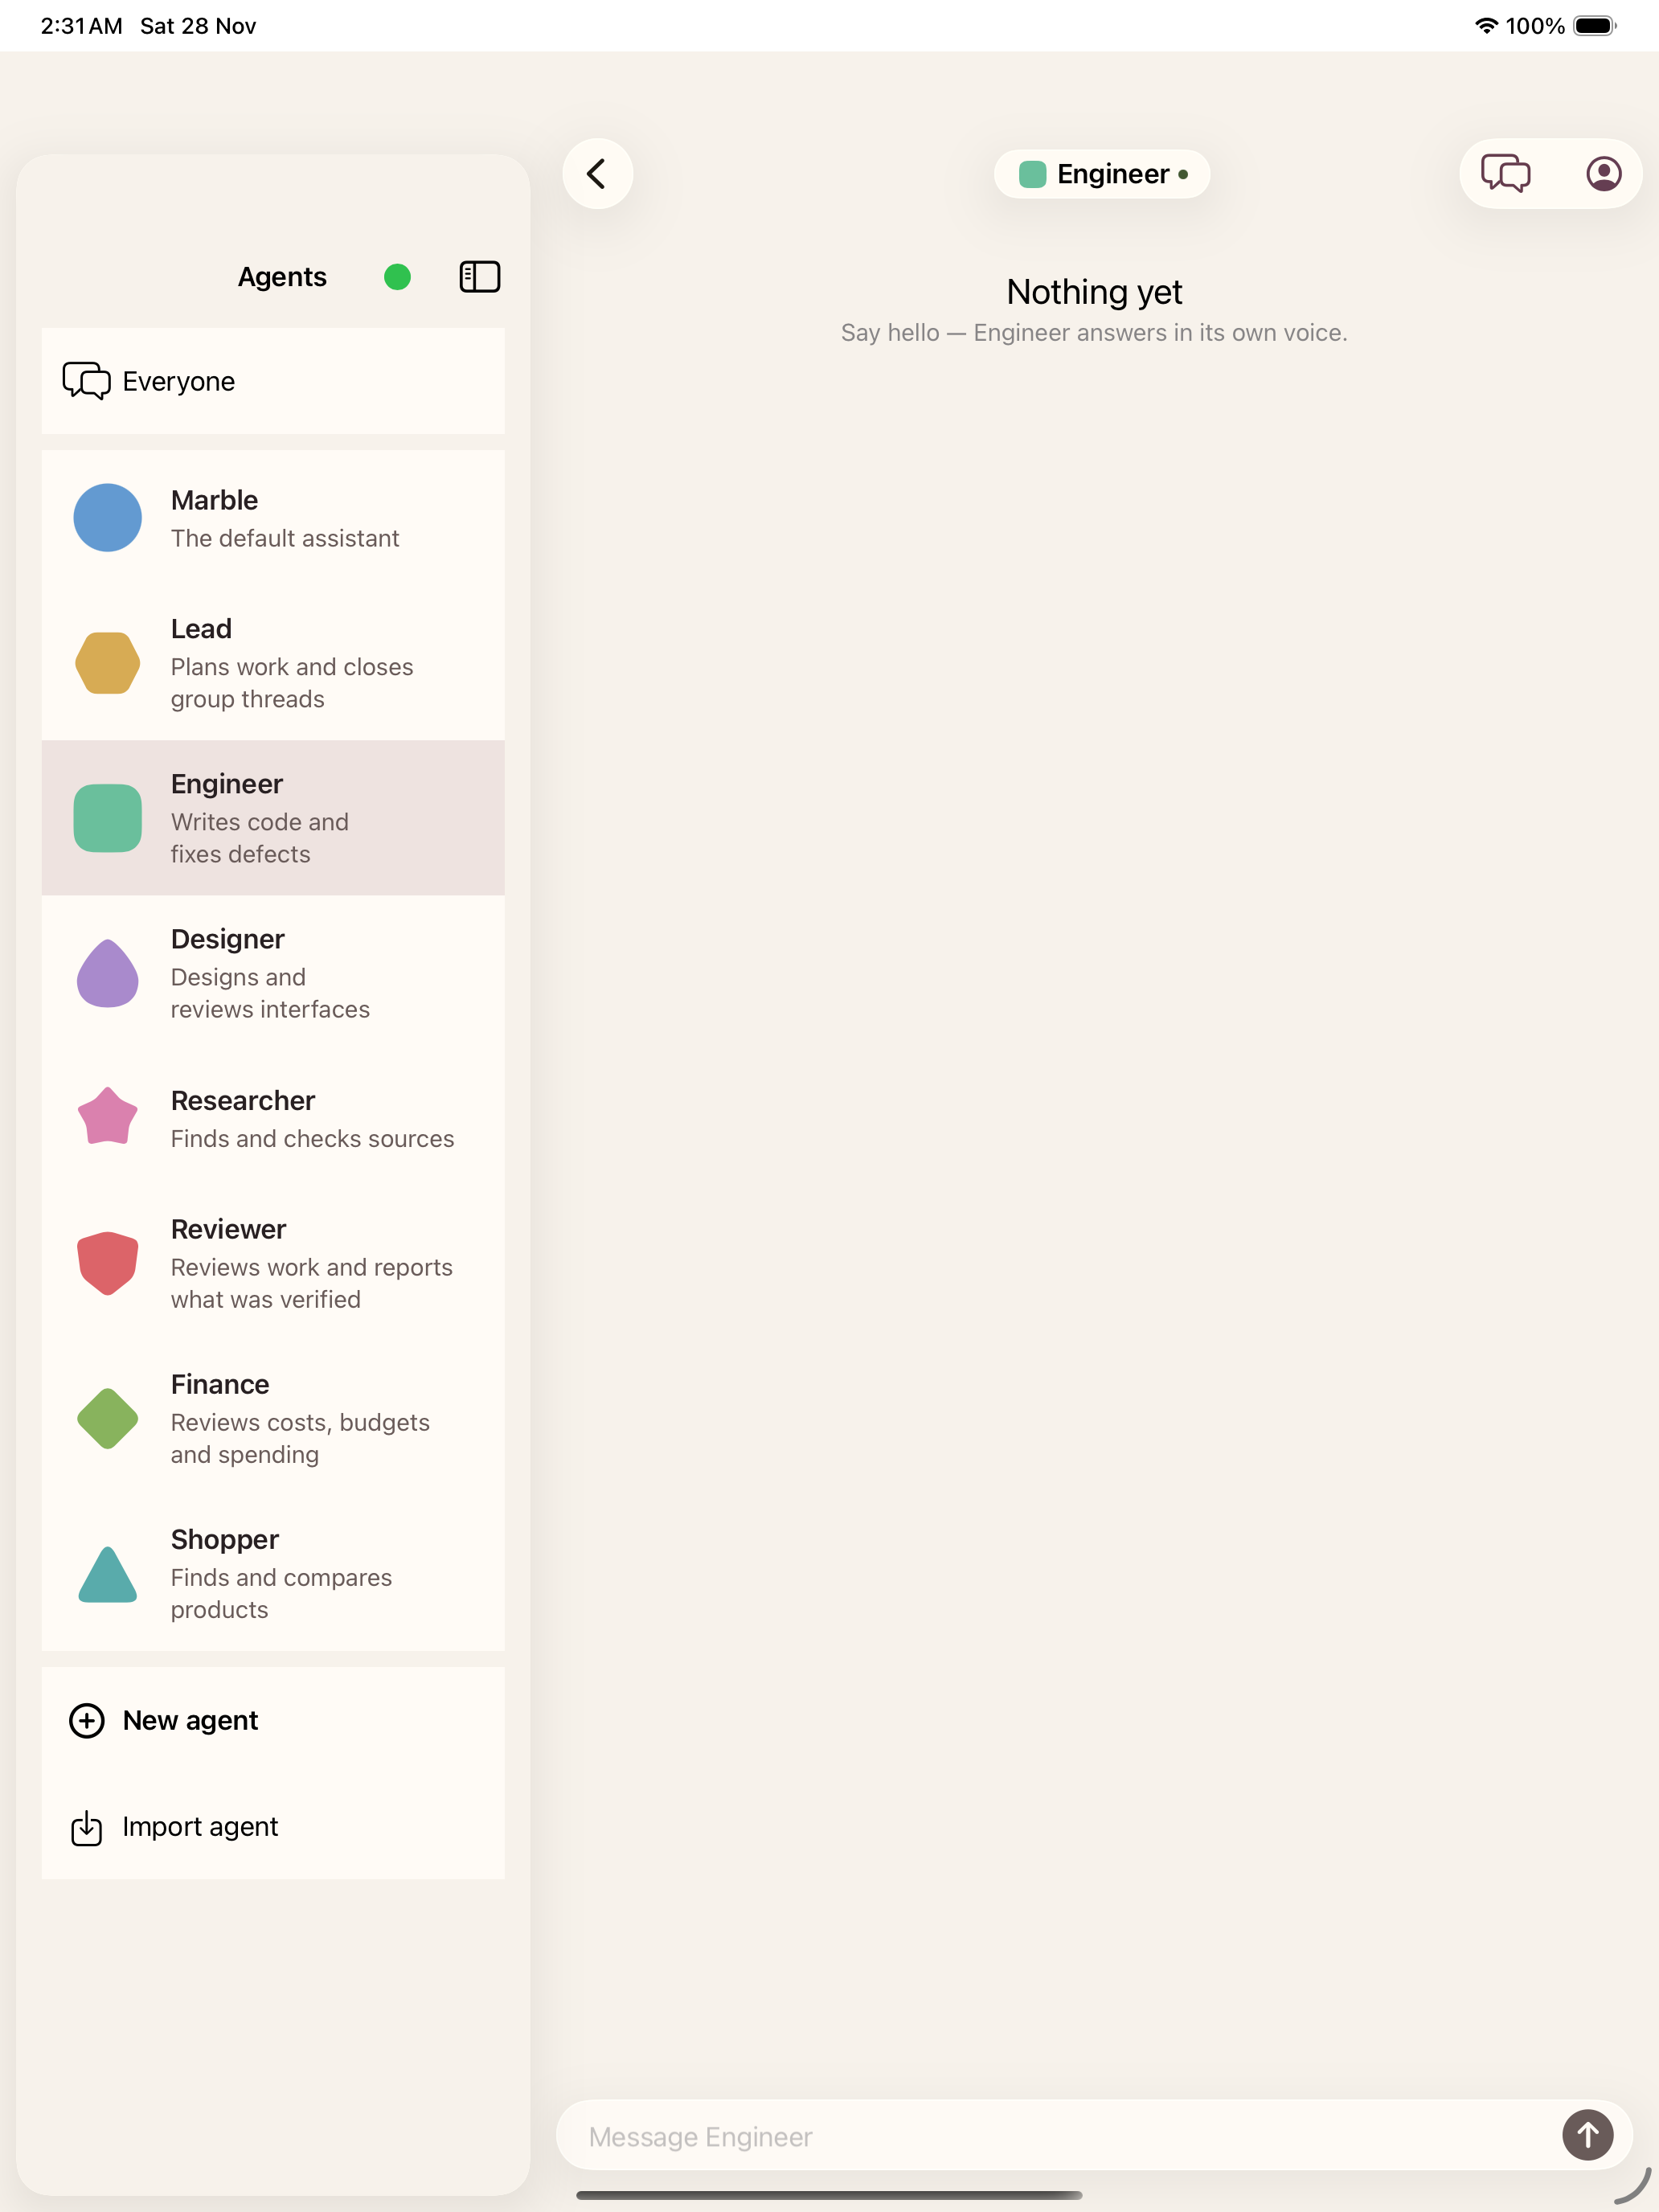 2:31 AM Sat 28 Nov
100%
Agents
Everyone
Marble
The default assistant
Lead
Plans work and closes
group threads
Engineer
Writes code and
fixes defects
Designer
Designs and
reviews interfaces
Researcher
Finds and checks sources
Reviewer
Reviews work and reports
what was verified
Finance
Reviews costs, budgets
and spending
Shopper
Finds and compares
products
New agent
Import agent
Engineer
Nothing yet
Say hello — Engineer answers in its own voice.
Message Engineer